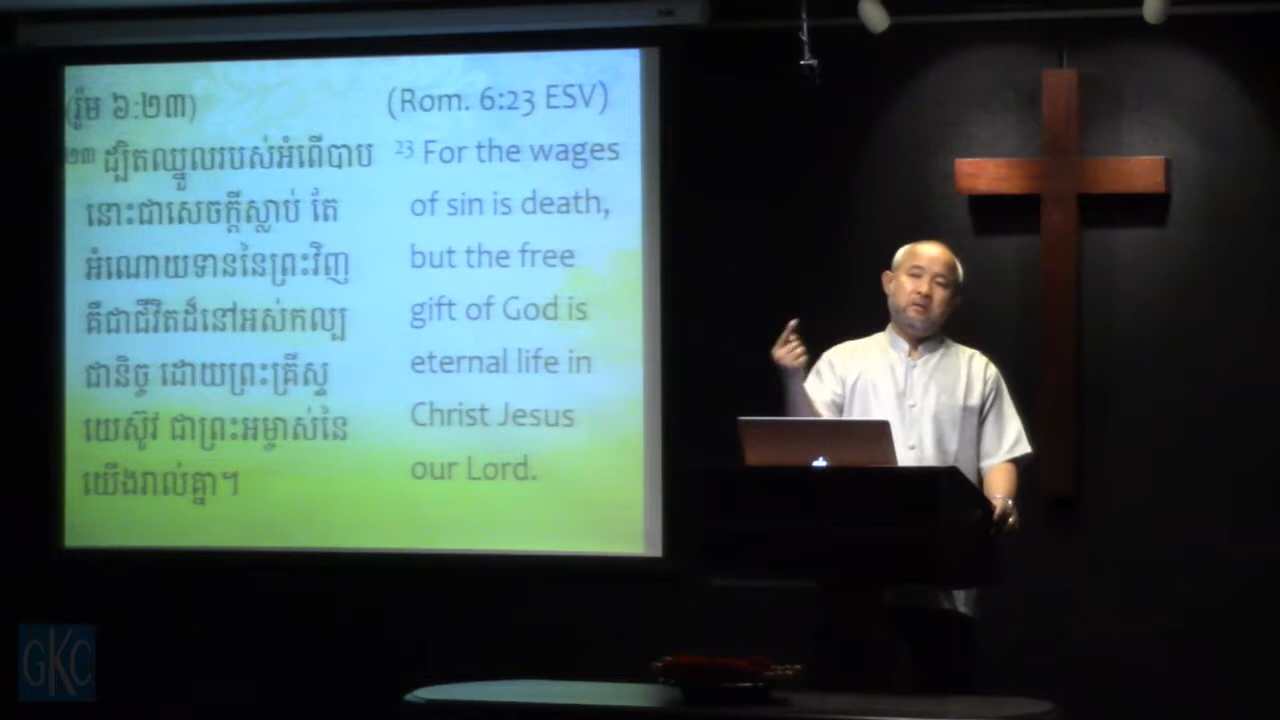 (រ៉ូម ៦:២៣)
២៣ ដ្បិតឈ្នួលរបស់អំពើបាប
នោះជាសេចក្ដីស្លាប់ តែ
អំណោយទាននៃព្រះវិញ
គឺជាជីវិតដ៏នៅអស់កល្ប
ជានិច្ច ដោយព្រះគ្រីស្ទ
យេស៊ូវ ជាព្រះអម្ចាស់នៃ
យើងរាល់គ្នា។
(Rom. 6:23 ESV)
23 For the wages
of sin is death,
but the free
gift of God is
eternal life in
Christ Jesus
our Lord.
GKC